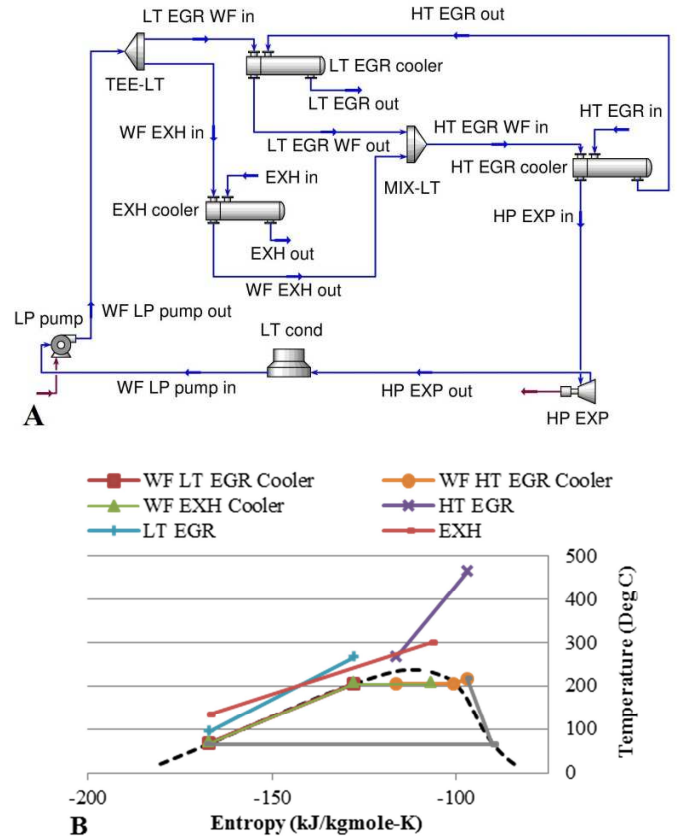 LT EGR WF in
HT EGR out
TEE-LT
LT EGR cooler
LT EGR out
HT EGR in
WF EXH in
LT EGR WF out
HT EGR WF in
HT EGR cooler
MIX-LT
EXH in
EXH cooler
EXH out
HP EXP in
WF EXH out
LP pump
WF LP pump out
LT cond
WF LP pump in
HP EXP out
HP EXP
A
WF LT EGR Cooler
WF HT EGR Cooler
WF EXH Cooler
HT EGR
LT EGR
EXH
500
400
300
200
100
0
Temperature (DegC)
-200
-150
-100
B
Entropy (kJ/kgmole-K)